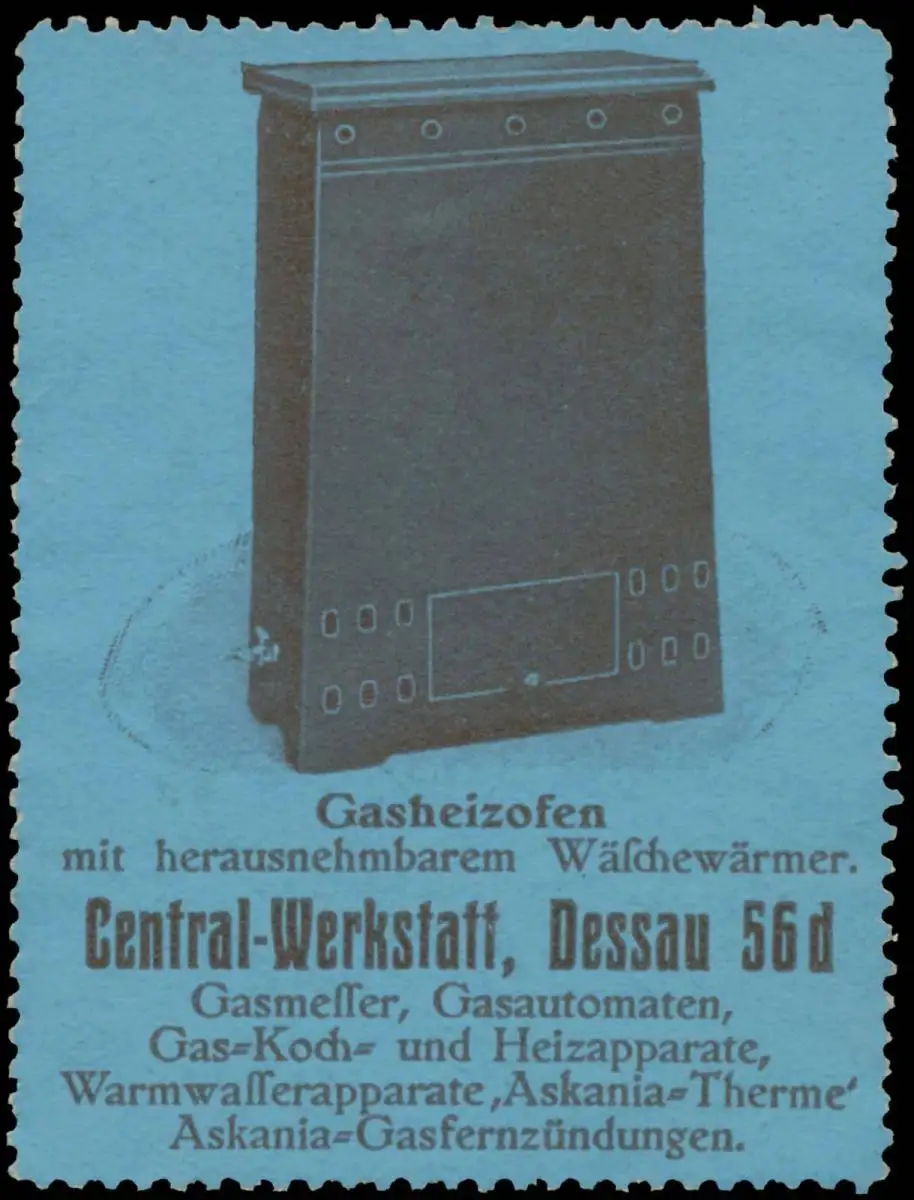 Gasheizofen
mit herausnehmbarem Wäſchewärmer.
Central-Werkstatt, Dessau 56d
Gasmeſſer, Gasautomaten,
Gas=Koch= und Heizapparate,
Warmwaſſerapparate ‚Askania=Therme‘
Askania=Gasfernzündungen.